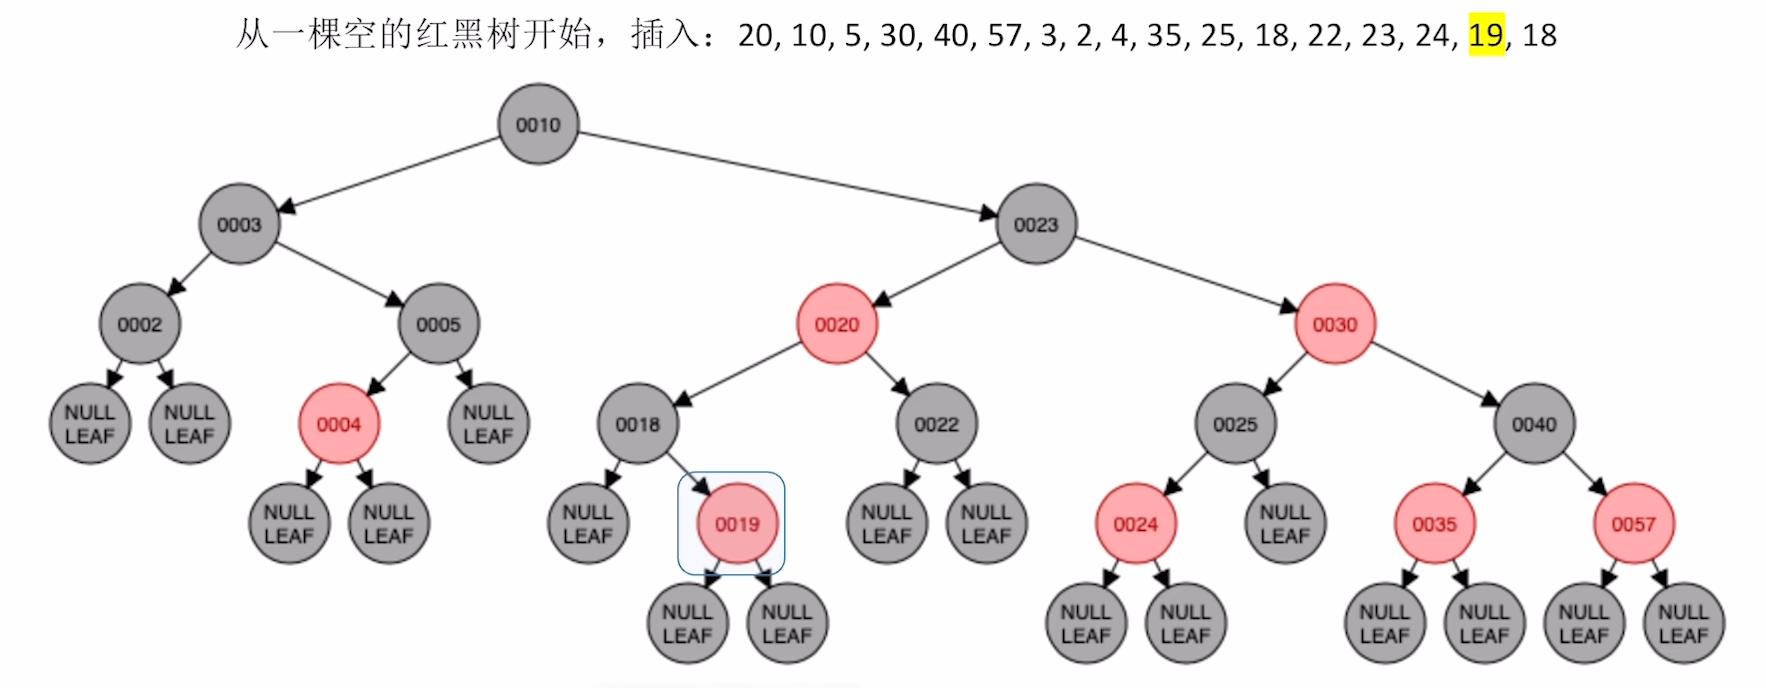 从一棵空的红黑树开始，插入：20, 10, 5, 30, 40, 57, 3, 2, 4, 35, 25, 18, 22, 23, 24, 19, 18
0010
0003
0023
0002
0005
0020
0030
NULL
LEAF
NULL
LEAF
0004
NULL
LEAF
0018
0022
0025
0040
NULL
LEAF
NULL
LEAF
NULL
LEAF
0019
NULL
LEAF
NULL
LEAF
0024
NULL
LEAF
0035
0057
NULL
LEAF
NULL
LEAF
NULL
LEAF
NULL
LEAF
NULL
LEAF
NULL
LEAF
NULL
LEAF
NULL
LEAF